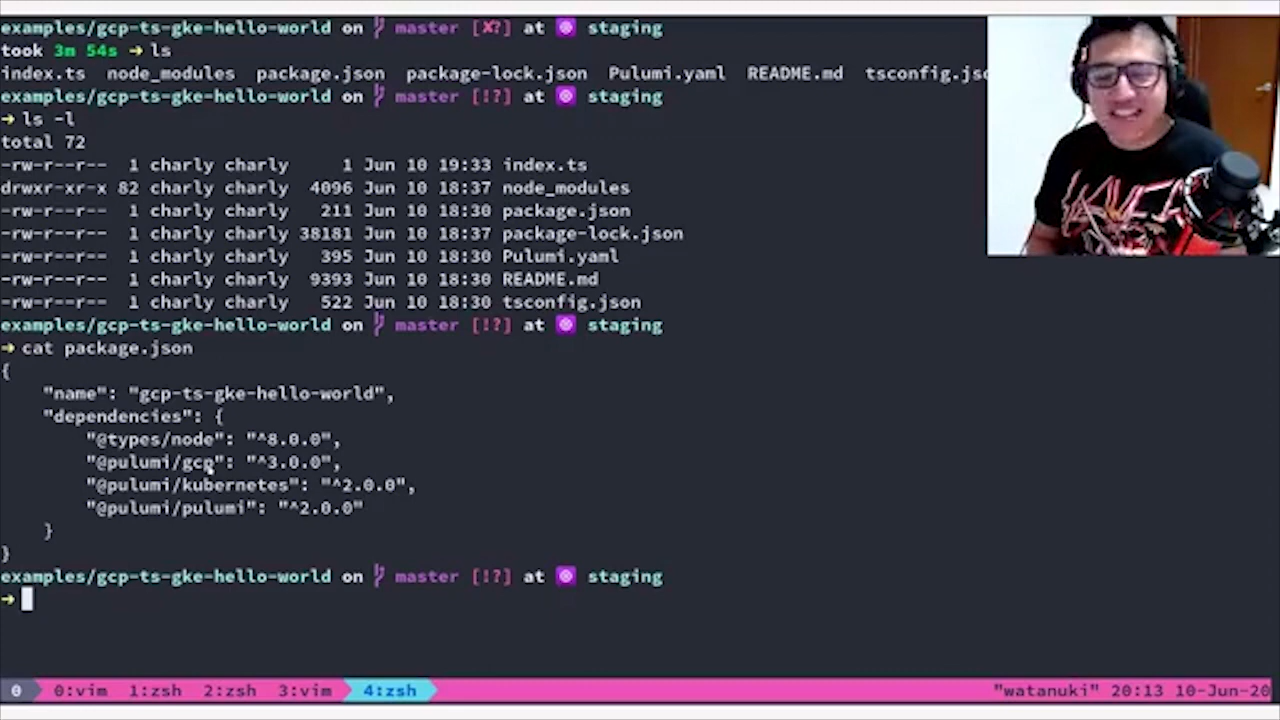 examples/gcp-ts-gke-hello-world on master [✘?] at staging
took 3m 54s → ls
index.ts node_modules package.json package-lock.json Pulumi.yaml README.md tsconfig.jso
examples/gcp-ts-gke-hello-world on master [!?] at staging
→ ls -l
total 72
-rw-r--r-- 1 charly charly 1 Jun 10 19:33 index.ts
drwxr-xr-x 82 charly charly 4096 Jun 10 18:37 node_modules
-rw-r--r-- 1 charly charly 211 Jun 10 18:30 package.json
-rw-r--r-- 1 charly charly 38181 Jun 10 18:37 package-lock.json
-rw-r--r-- 1 charly charly 395 Jun 10 18:30 Pulumi.yaml
-rw-r--r-- 1 charly charly 9393 Jun 10 18:30 README.md
-rw-r--r-- 1 charly charly 522 Jun 10 18:30 tsconfig.json
examples/gcp-ts-gke-hello-world on master [!?] at staging
→ cat package.json
{
    "name": "gcp-ts-gke-hello-world",
    "dependencies": {
        "@types/node": "^8.0.0",
        "@pulumi/gcp": "^3.0.0",
        "@pulumi/kubernetes": "^2.0.0",
        "@pulumi/pulumi": "^2.0.0"
    }
}
examples/gcp-ts-gke-hello-world on master [!?] at staging
→
0 0:vim 1:zsh 2:zsh 3:vim 4:zsh "watanuki" 20:13 10-Jun-20